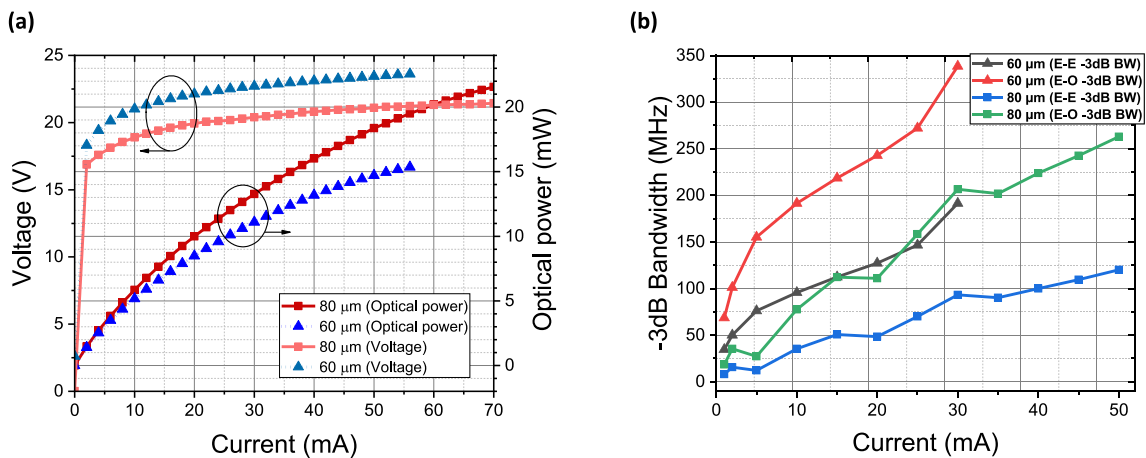 (a)
25
20
15
10
5
0
Voltage (V)
20
15
10
5
0
Optical power (mW)
80 μm (Optical power)
60 μm (Optical power)
80 μm (Voltage)
60 μm (Voltage)
0 10 20 30 40 50 60 70
Current (mA)
(b)
350
300
250
200
150
100
50
0
-3dB Bandwidth (MHz)
60 μm (E-E -3dB BW)
60 μm (E-O -3dB BW)
80 μm (E-E -3dB BW)
80 μm (E-O -3dB BW)
0 10 20 30 40 50
Current (mA)